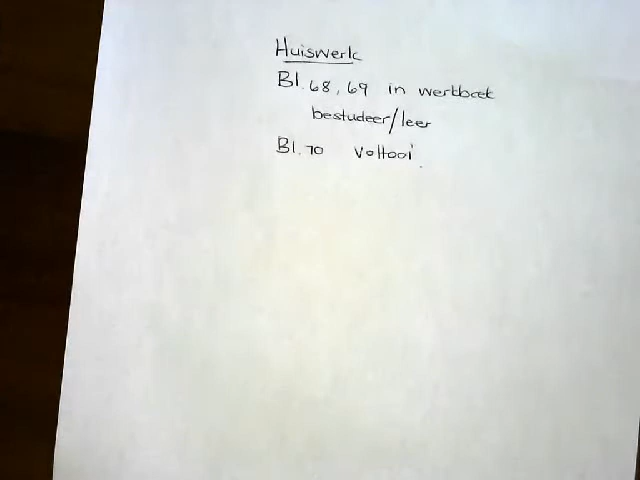 Huiswerk
Bl. 68, 69 in werkboek
bestudeer/leer
Bl. 70 voltooi.